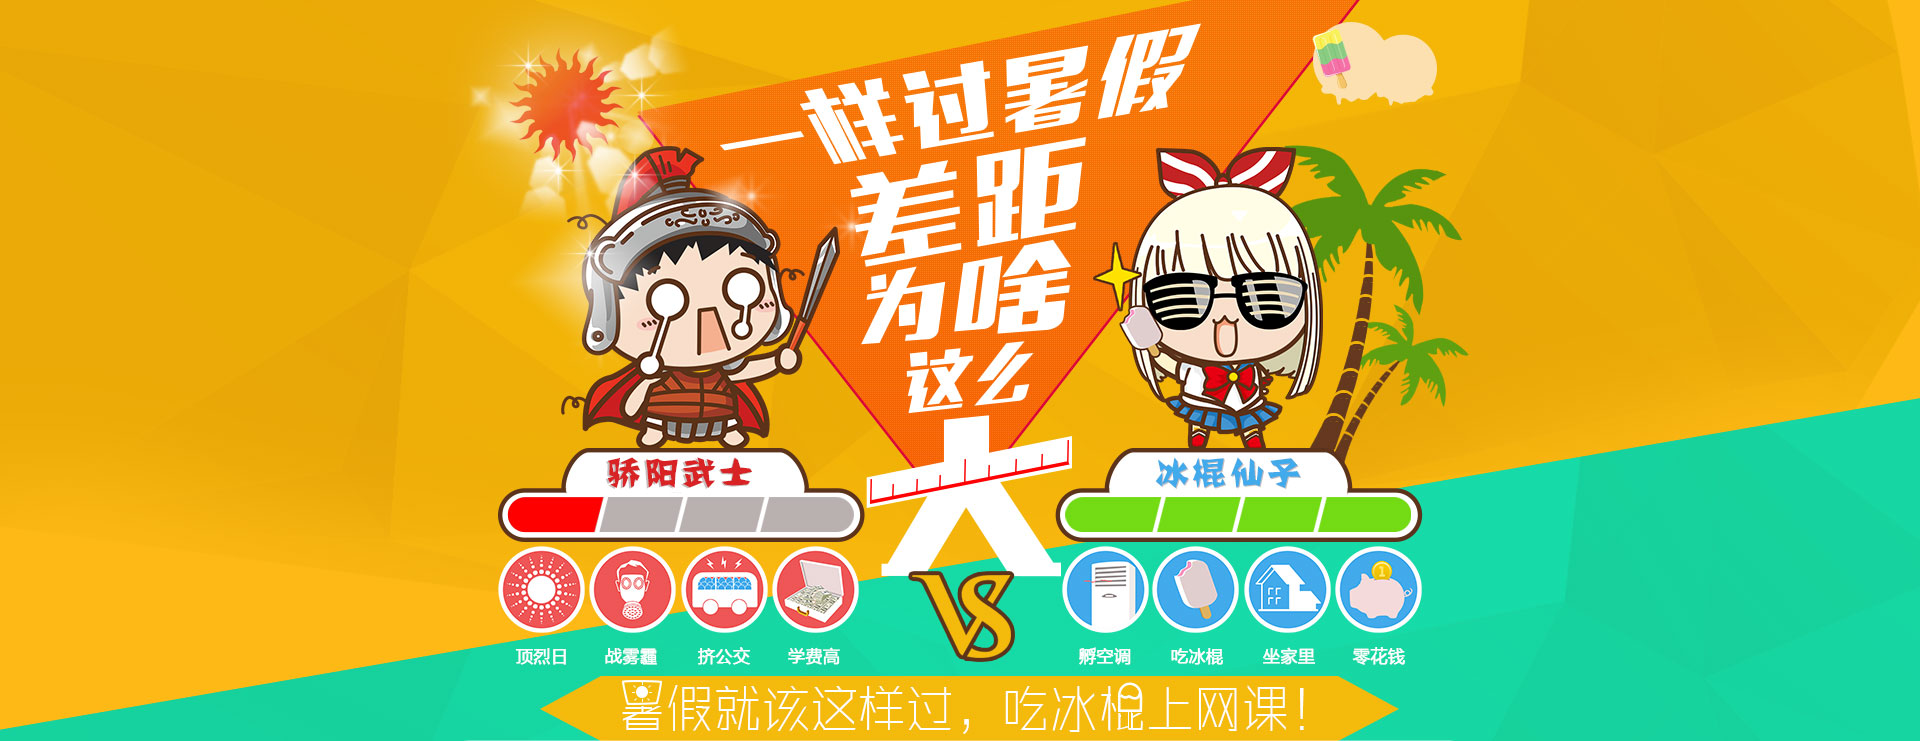 一样过暑假
差距
为啥
这么
大
骄阳武士
冰棍仙子
顶烈日
战雾霾
挤公交
学费高
VS
1
孵空调
吃冰棍
坐家里
零花钱
暑假就该这样过，吃冰棍上网课！